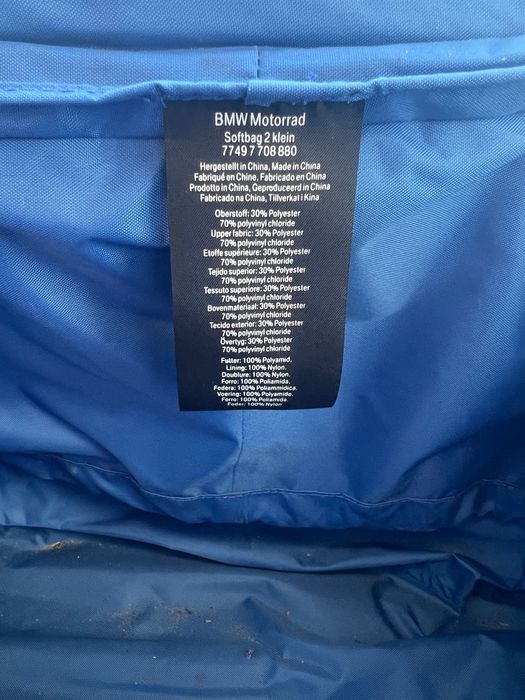 BMW Motorrad
Softbag 2 klein
7749 7 708 880
Hergestellt in China, Made in China
Fabriqué en Chine, Fabricado en China
Prodotto in China, Geproduceerd in China
Fabricado na China, Tillverkat i Kina
Oberstoff: 30% Polyester
70% polyvinyl chloride
Upper fabric: 30% Polyester
70% polyvinyl chloride
Etoffe supérieure: 30% Polyester
70% polyvinyl chloride
Tejido superior: 30% Polyester
70% polyvinyl chloride
Tessuto superiore: 30% Polyester
70% polyvinyl chloride
Bovenmateriaal: 30% Polyester
70% polyvinyl chloride
Tecido exterior: 30% Polyester
70% polyvinyl chloride
Övertyg: 30% Polyester
70% polyvinyl chloride
Futter: 100% Polyamid.
Lining: 100% Nylon.
Doublure: 100% Nylon.
Forro: 100% Poliamida.
Fodera: 100% Poliammidica.
Voering: 100% Polyamide.
Forro: 100% Poliamida.
Foder: 100% Nylon.